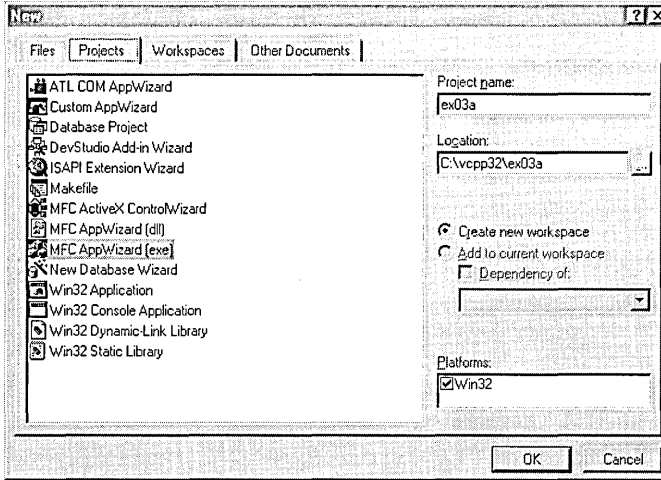 New
Files Projects Workspaces Other Documents
ATL COM AppWizard
Custom AppWizard
Database Project
DevStudio Add-in Wizard
ISAPI Extension Wizard
Makefile
MFC ActiveX ControlWizard
MFC AppWizard (dll)
MFC AppWizard (exe)
New Database Wizard
Win32 Application
Win32 Console Application
Win32 Dynamic-Link Library
Win32 Static Library
Project name:
ex03a
Location:
C:\vcpp32\ex03a
...
Create new workspace
Add to current workspace
Dependency of:
Platforms:
Win32
OK Cancel